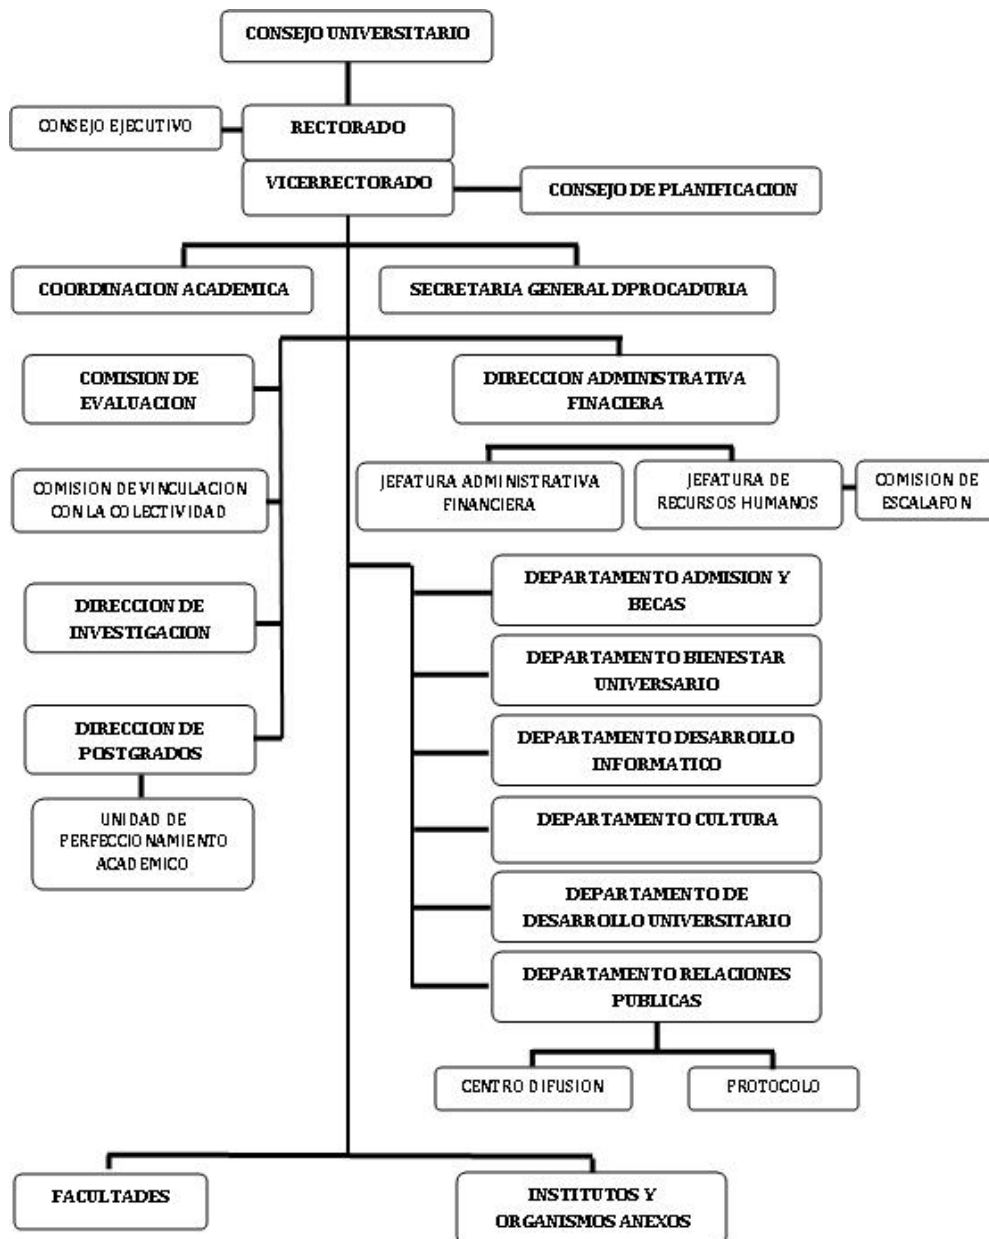 CONSEJO UNIVERSITARIO
CONSEJO EJECUTIVO
RECTORADO
VICERRECTORADO
CONSEJO DE PLANIFICACION
COORDINACION ACADEMICA
SECRETARIA GENERAL DPROCADURIA
COMISION DE
EVALUACION
DIRECCION ADMINISTRATIVA
FINACIERA
COMISION DE VINCULACION
CON LA COLECTIVIDAD
JEFATURA ADMINISTRATIVA
FINANCIERA
JEFATURA DE
RECURSOS HUMANOS
COMISION DE
ESCALAFON
DIRECCION DE
INVESTIGACION
DIRECCION DE
POSTGRADOS
UNIDAD DE
PERFECCIONAMIENTO
ACADEMICO
DEPARTAMENTO ADMISION Y
BECAS
DEPARTAMENTO BIENESTAR
UNIVERSARIO
DEPARTAMENTO DESARROLLO
INFORMATICO
DEPARTAMENTO CULTURA
DEPARTAMENTO DE
DESARROLLO UNIVERSITARIO
DEPARTAMENTO RELACIONES
PUBLICAS
CENTRO DIFUSION
PROTOCOLO
FACULTADES
INSTITUTOS Y
ORGANISMOS ANEXOS